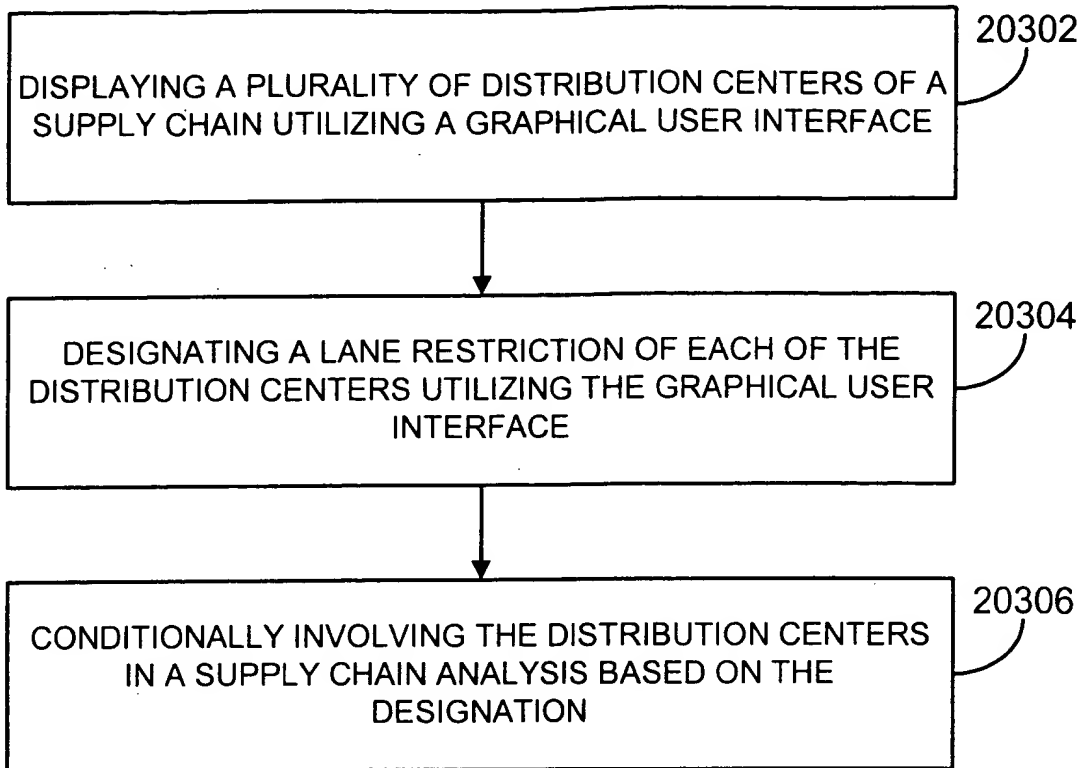 20302
DISPLAYING A PLURALITY OF DISTRIBUTION CENTERS OF A
SUPPLY CHAIN UTILIZING A GRAPHICAL USER INTERFACE
20304
DESIGNATING A LANE RESTRICTION OF EACH OF THE
DISTRIBUTION CENTERS UTILIZING THE GRAPHICAL USER
INTERFACE
20306
CONDITIONALLY INVOLVING THE DISTRIBUTION CENTERS
IN A SUPPLY CHAIN ANALYSIS BASED ON THE
DESIGNATION